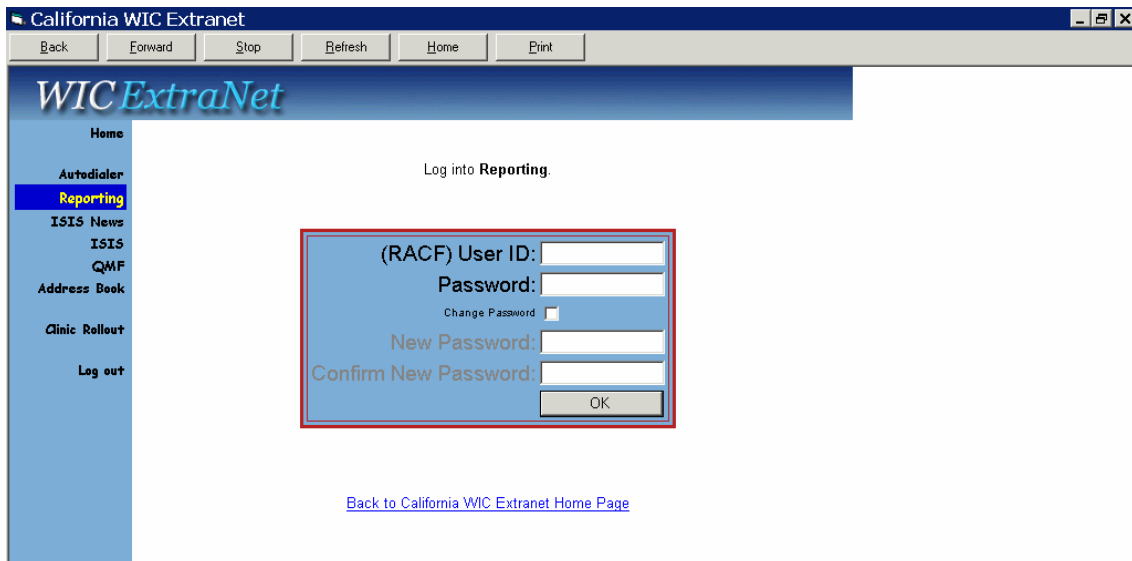 California WIC Extranet
Back Forward Stop Refresh Home Print
WIC ExtraNet
Home
Autodialer
Reporting
ISIS News
ISIS
QMF
Address Book
Clinic Rollout
Log out
Log into Reporting.
(RACF) User ID:
Password:
Change Password
New Password:
Confirm New Password:
OK
Back to California WIC Extranet Home Page